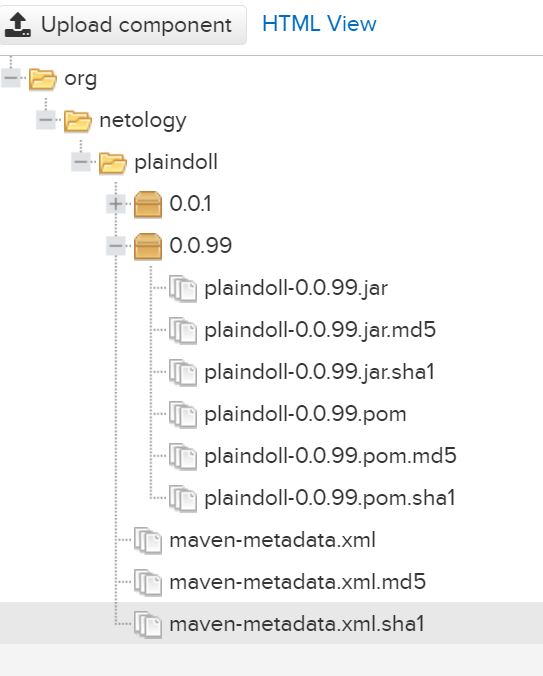 Upload component HTML View
org
netology
plaindoll
0.0.1
0.0.99
plaindoll-0.0.99.jar
plaindoll-0.0.99.jar.md5
plaindoll-0.0.99.jar.sha1
plaindoll-0.0.99.pom
plaindoll-0.0.99.pom.md5
plaindoll-0.0.99.pom.sha1
maven-metadata.xml
maven-metadata.xml.md5
maven-metadata.xml.sha1